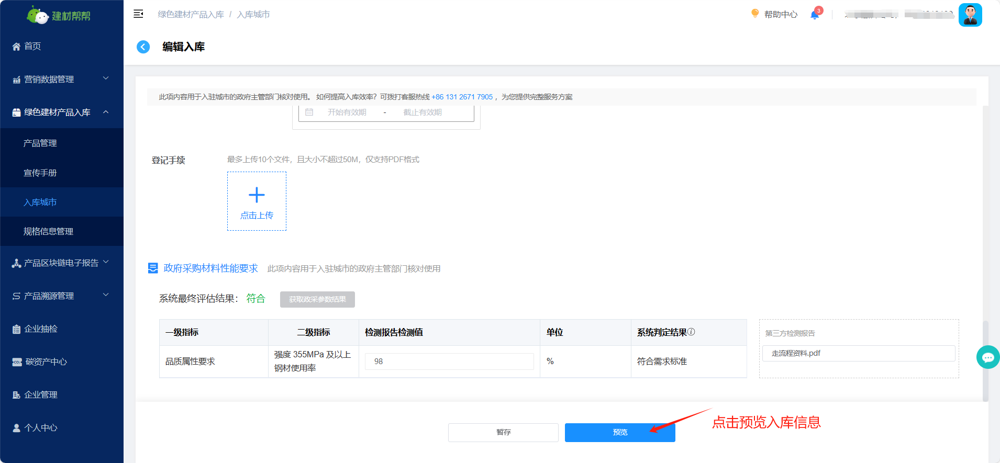 建材帮帮
绿色建材产品入库 / 入库城市
帮助中心
3
首页
编辑入库
营销数据管理
绿色建材产品入库
产品管理
宣传手册
入库城市
规格信息管理
产品区块链电子报告
产品溯源管理
企业抽检
碳资产中心
企业管理
个人中心
此项内容用于入驻城市的政府主管部门核对使用。 如何提高入库效率？可拨打客服热线 +86 131 2671 7905 ，为您提供完整服务方案
开始有效期 - 截止有效期
登记手续
最多上传10个文件，且大小不超过50M，仅支持PDF格式
点击上传
政府采购材料性能要求 此项内容用于入驻城市的政府主管部门核对使用
系统最终评估结果： 符合 获取政采参数结果
一级指标 二级指标 检测报告检测值 单位 系统判定结果
品质属性要求 强度 355MPa 及以上钢材使用率 98 % 符合需求标准
第三方检测报告
走流程资料.pdf
暂存
预览
点击预览入库信息